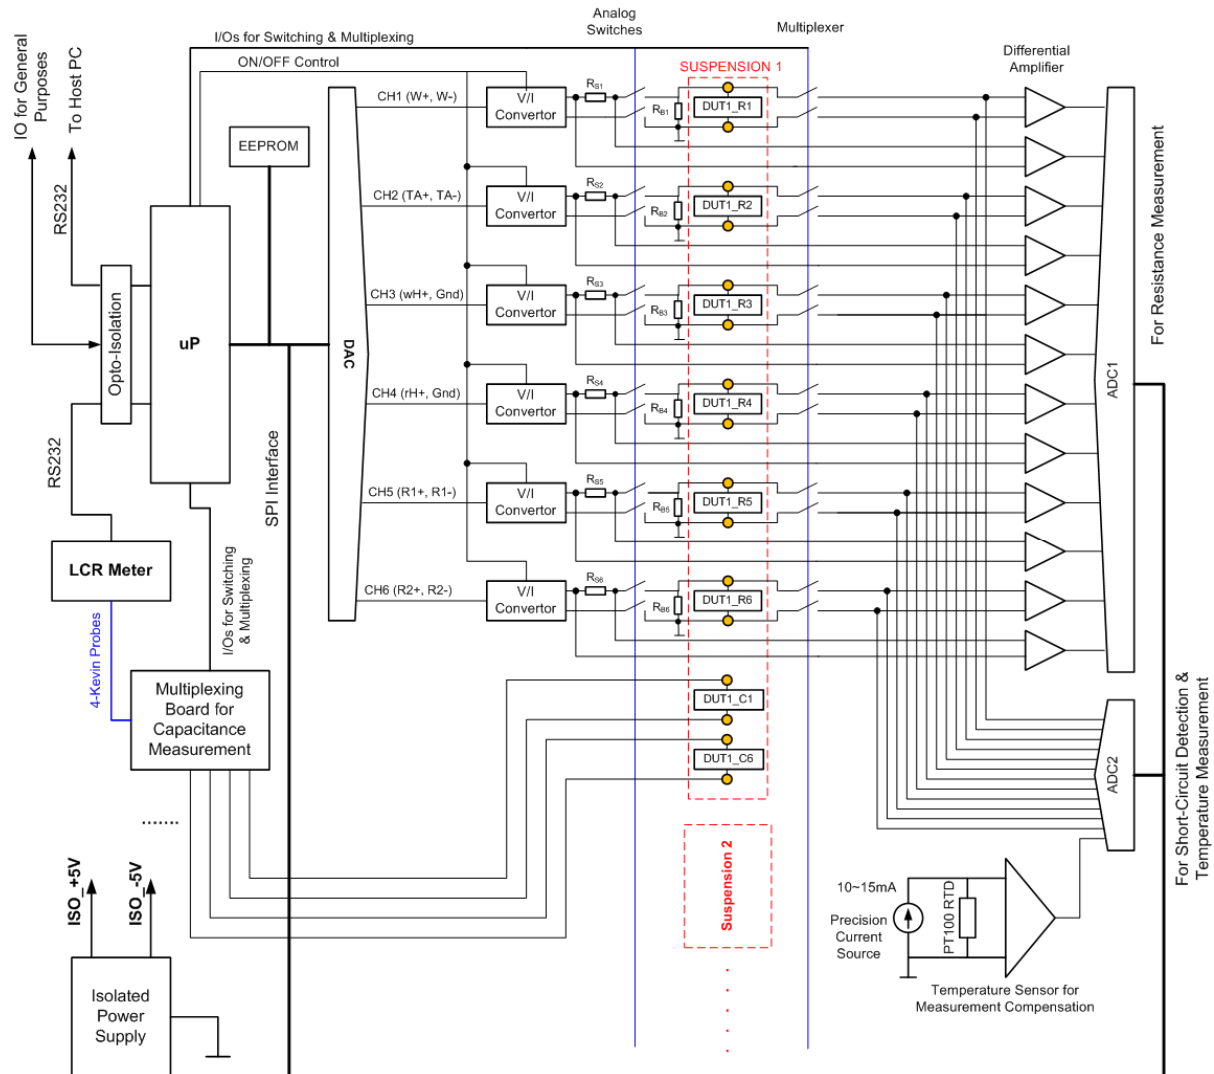 Analog
Switches
Multiplexer
I/Os for Switching & Multiplexing
ON/OFF Control
Differential
Amplifier
IO for General
Purposes
To Host PC
RS232
EEPROM
SUSPENSION 1
CH1 (W+, W-)
V/I
Convertor
RS1
RB1
DUT1_R1
CH2 (TA+, TA-)
V/I
Convertor
RS2
RB2
DUT1_R2
CH3 (wH+, Gnd)
V/I
Convertor
RS3
RB3
DUT1_R3
CH4 (rH+, Gnd)
V/I
Convertor
RS4
RB4
DUT1_R4
CH5 (R1+, R1-)
V/I
Convertor
RS5
RB5
DUT1_R5
CH6 (R2+, R2-)
V/I
Convertor
RS6
RB6
DUT1_R6
Opto-Isolation
uP
DAC
ADC1
For Resistance Measurement
RS232
SPI Interface
LCR Meter
I/Os for Switching
& Multiplexing
4-Kevin Probes
Multiplexing
Board for
Capacitance
Measurement
DUT1_C1
DUT1_C6
ADC2
For Short-Circuit Detection &
Temperature Measurement
.......
ISO_+5V
ISO_-5V
Suspension 2
10~15mA
Precision
Current
Source
PT100 RTD
Temperature Sensor for
Measurement Compensation
Isolated
Power
Supply